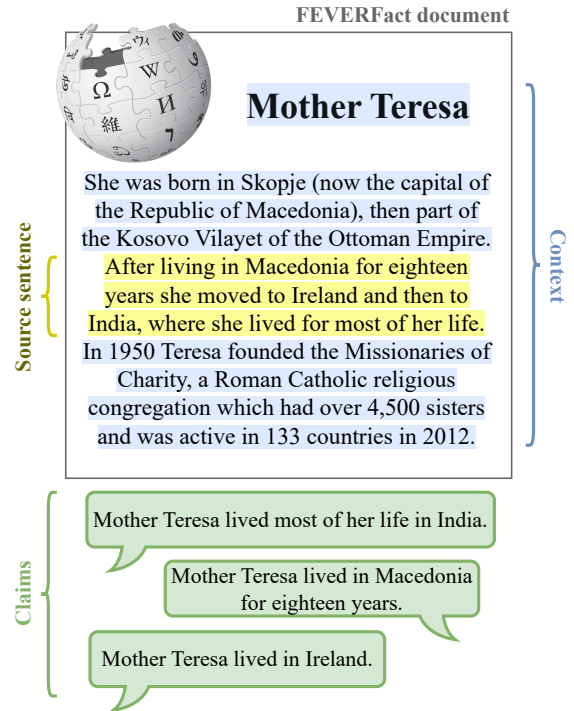 FEVERFact document
Ω
W
И
維
ウィ
7
Mother Teresa
She was born in Skopje (now the capital of
the Republic of Macedonia), then part of
the Kosovo Vilayet of the Ottoman Empire.
After living in Macedonia for eighteen
years she moved to Ireland and then to
India, where she lived for most of her life.
In 1950 Teresa founded the Missionaries of
Charity, a Roman Catholic religious
congregation which had over 4,500 sisters
and was active in 133 countries in 2012.
Source sentence
Context
Claims
Mother Teresa lived most of her life in India.
Mother Teresa lived in Macedonia
for eighteen years.
Mother Teresa lived in Ireland.